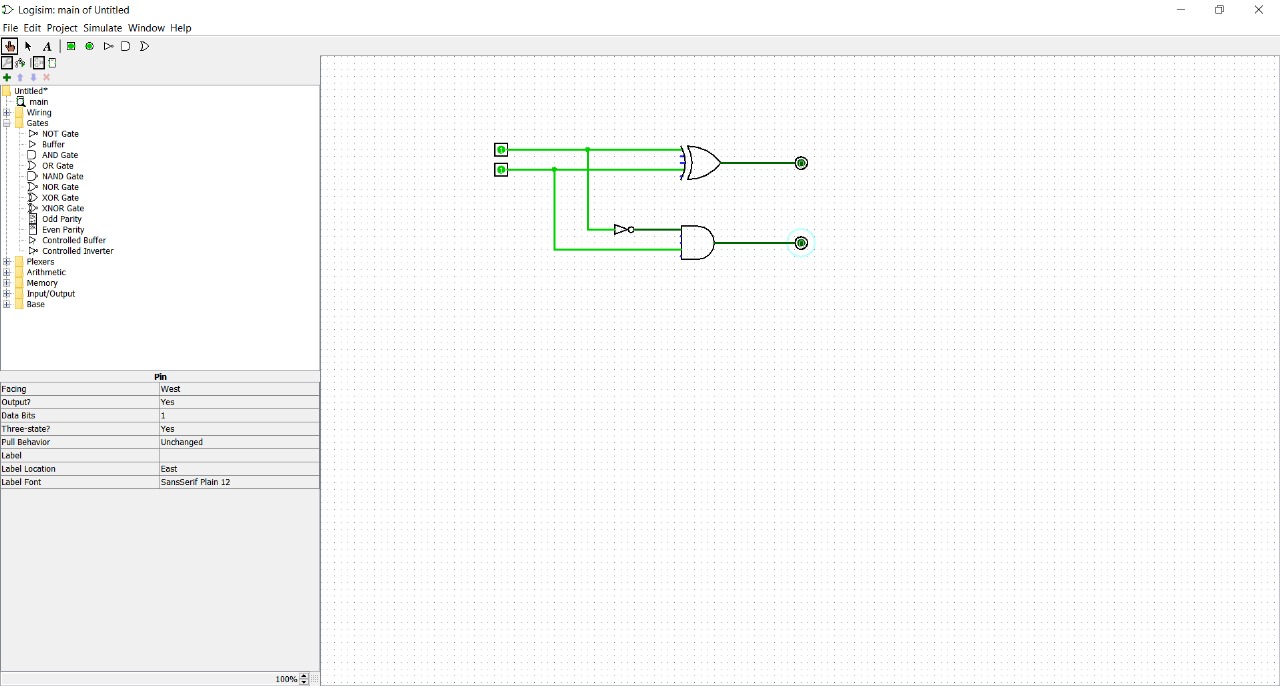 Logisim: main of Untitled
File Edit Project Simulate Window Help
A
Untitled*
main
Wiring
Gates
NOT Gate
Buffer
AND Gate
OR Gate
NAND Gate
NOR Gate
XOR Gate
XNOR Gate
Odd Parity
Even Parity
Controlled Buffer
Controlled Inverter
Plexers
Arithmetic
Memory
Input/Output
Base
Pin
Facing West
Output? Yes
Data Bits 1
Three-state? Yes
Pull Behavior Unchanged
Label
Label Location East
Label Font SansSerif Plain 12
100%
1
1
0
0